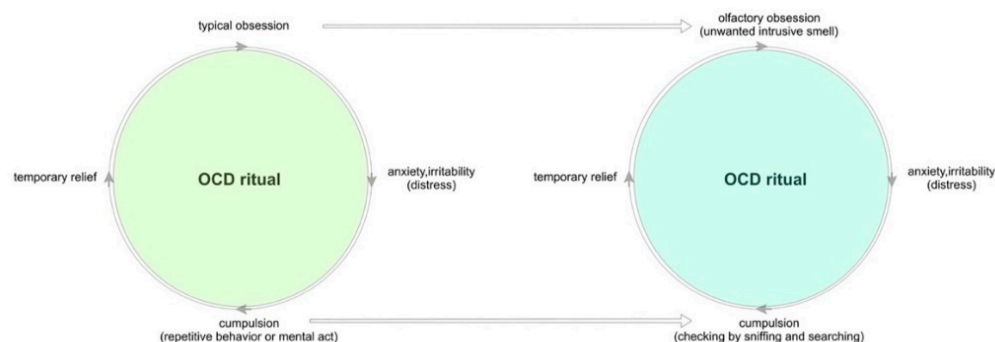 typical obsession
olfactory obsession
(unwanted intrusive smell)
temporary relief
OCD ritual
anxiety,irritability
(distress)
temporary relief
OCD ritual
anxiety,irritability
(distress)
cumpulsion
(repetitive behavior or mental act)
cumpulsion
(checking by sniffing and searching)